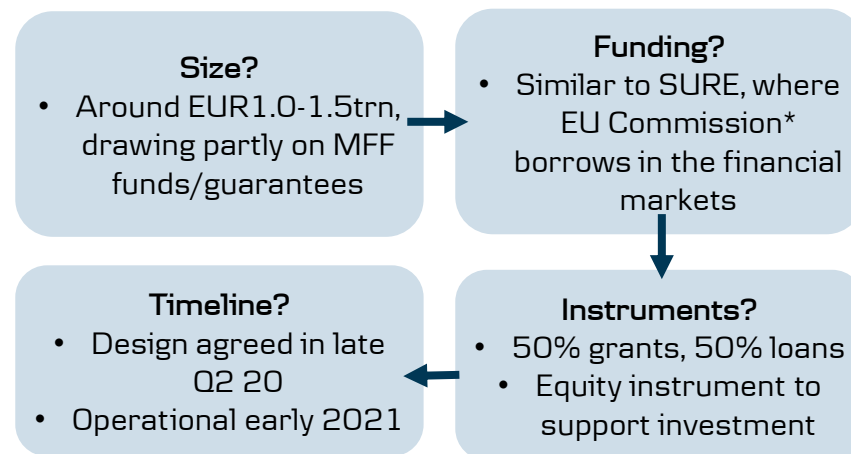 Size?
• Around EUR1.0-1.5trn,
drawing partly on MFF
funds/guarantees
Funding?
• Similar to SURE, where
EU Commission*
borrows in the financial
markets
Instruments?
• 50% grants, 50% loans
• Equity instrument to
support investment
Timeline?
• Design agreed in late
Q2 20
• Operational early 2021